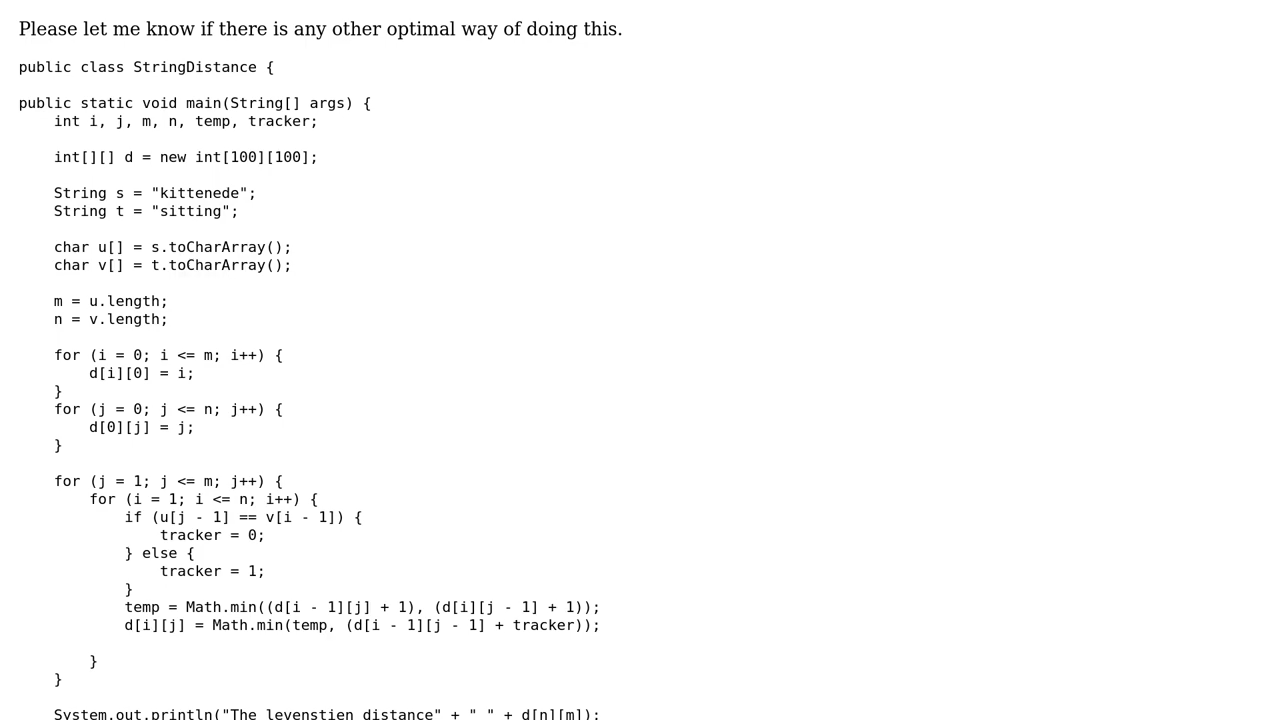 Please let me know if there is any other optimal way of doing this.
public class StringDistance {
public static void main(String[] args) {
    int i, j, m, n, temp, tracker;
    int[][] d = new int[100][100];
    String s = "kittenede";
    String t = "sitting";
    char u[] = s.toCharArray();
    char v[] = t.toCharArray();
    m = u.length;
    n = v.length;
    for (i = 0; i <= m; i++) {
        d[i][0] = i;
    }
    for (j = 0; j <= n; j++) {
        d[0][j] = j;
    }
    for (j = 1; j <= m; j++) {
        for (i = 1; i <= n; i++) {
            if (u[j - 1] == v[i - 1]) {
                tracker = 0;
            } else {
                tracker = 1;
            }
            temp = Math.min((d[i - 1][j] + 1), (d[i][j - 1] + 1));
            d[i][j] = Math.min(temp, (d[i - 1][j - 1] + tracker));
        }
    }
    System.out.println("The levenstien distance" + " " + d[n][m]);